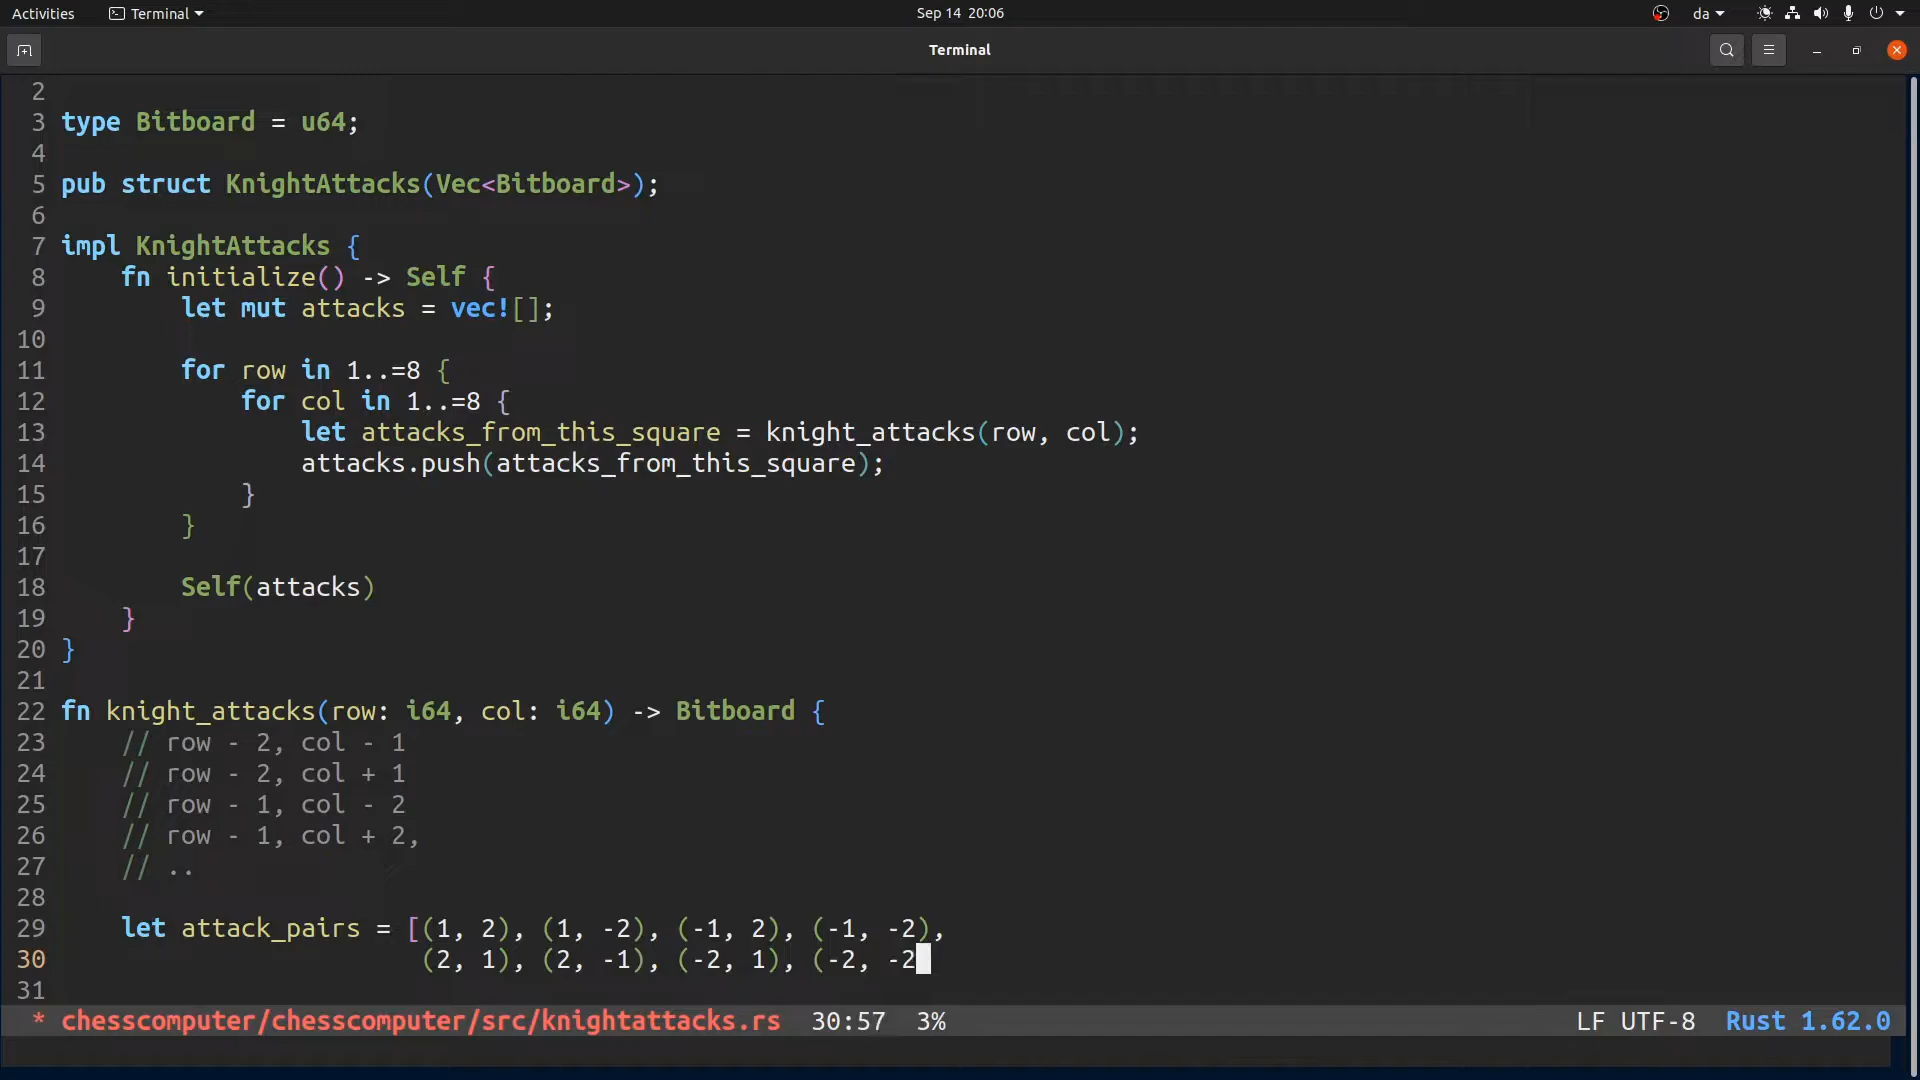 Activities Terminal Sep 14 20:06 da
Terminal
2
3 type Bitboard = u64;
4
5 pub struct KnightAttacks(Vec<Bitboard>);
6
7 impl KnightAttacks {
8     fn initialize() -> Self {
9         let mut attacks = vec![];
10
11         for row in 1..=8 {
12             for col in 1..=8 {
13                 let attacks_from_this_square = knight_attacks(row, col);
14                 attacks.push(attacks_from_this_square);
15             }
16         }
17
18         Self(attacks)
19     }
20 }
21
22 fn knight_attacks(row: i64, col: i64) -> Bitboard {
23     // row - 2, col - 1
24     // row - 2, col + 1
25     // row - 1, col - 2
26     // row - 1, col + 2,
27     // ..
28
29     let attack_pairs = [(1, 2), (1, -2), (-1, 2), (-1, -2),
30                         (2, 1), (2, -1), (-2, 1), (-2, -2
31
* chesscomputer/chesscomputer/src/knightattacks.rs 30:57 3% LF UTF-8 Rust 1.62.0